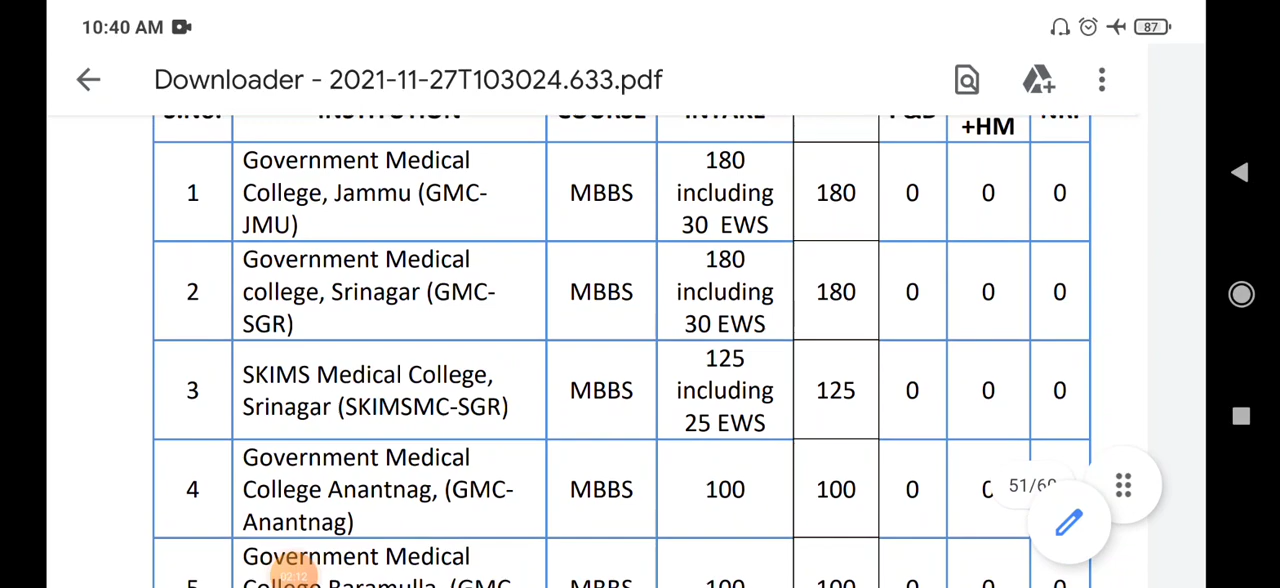 10:40 AM
87
Downloader - 2021-11-27T103024.633.pdf
S.NO. INSTITUTION COURSE INTAKE
+HM NRI
1 Government Medical College, Jammu (GMC-JMU) MBBS 180 including 30 EWS 180 0 0 0
2 Government Medical college, Srinagar (GMC-SGR) MBBS 180 including 30 EWS 180 0 0 0
3 SKIMS Medical College, Srinagar (SKIMSMC-SGR) MBBS 125 including 25 EWS 125 0 0 0
4 Government Medical College Anantnag, (GMC-Anantnag) MBBS 100 100 0
51/60
5 Government Medical College Baramulla, (GMC MBBS 100 100 0 0 0
02:12